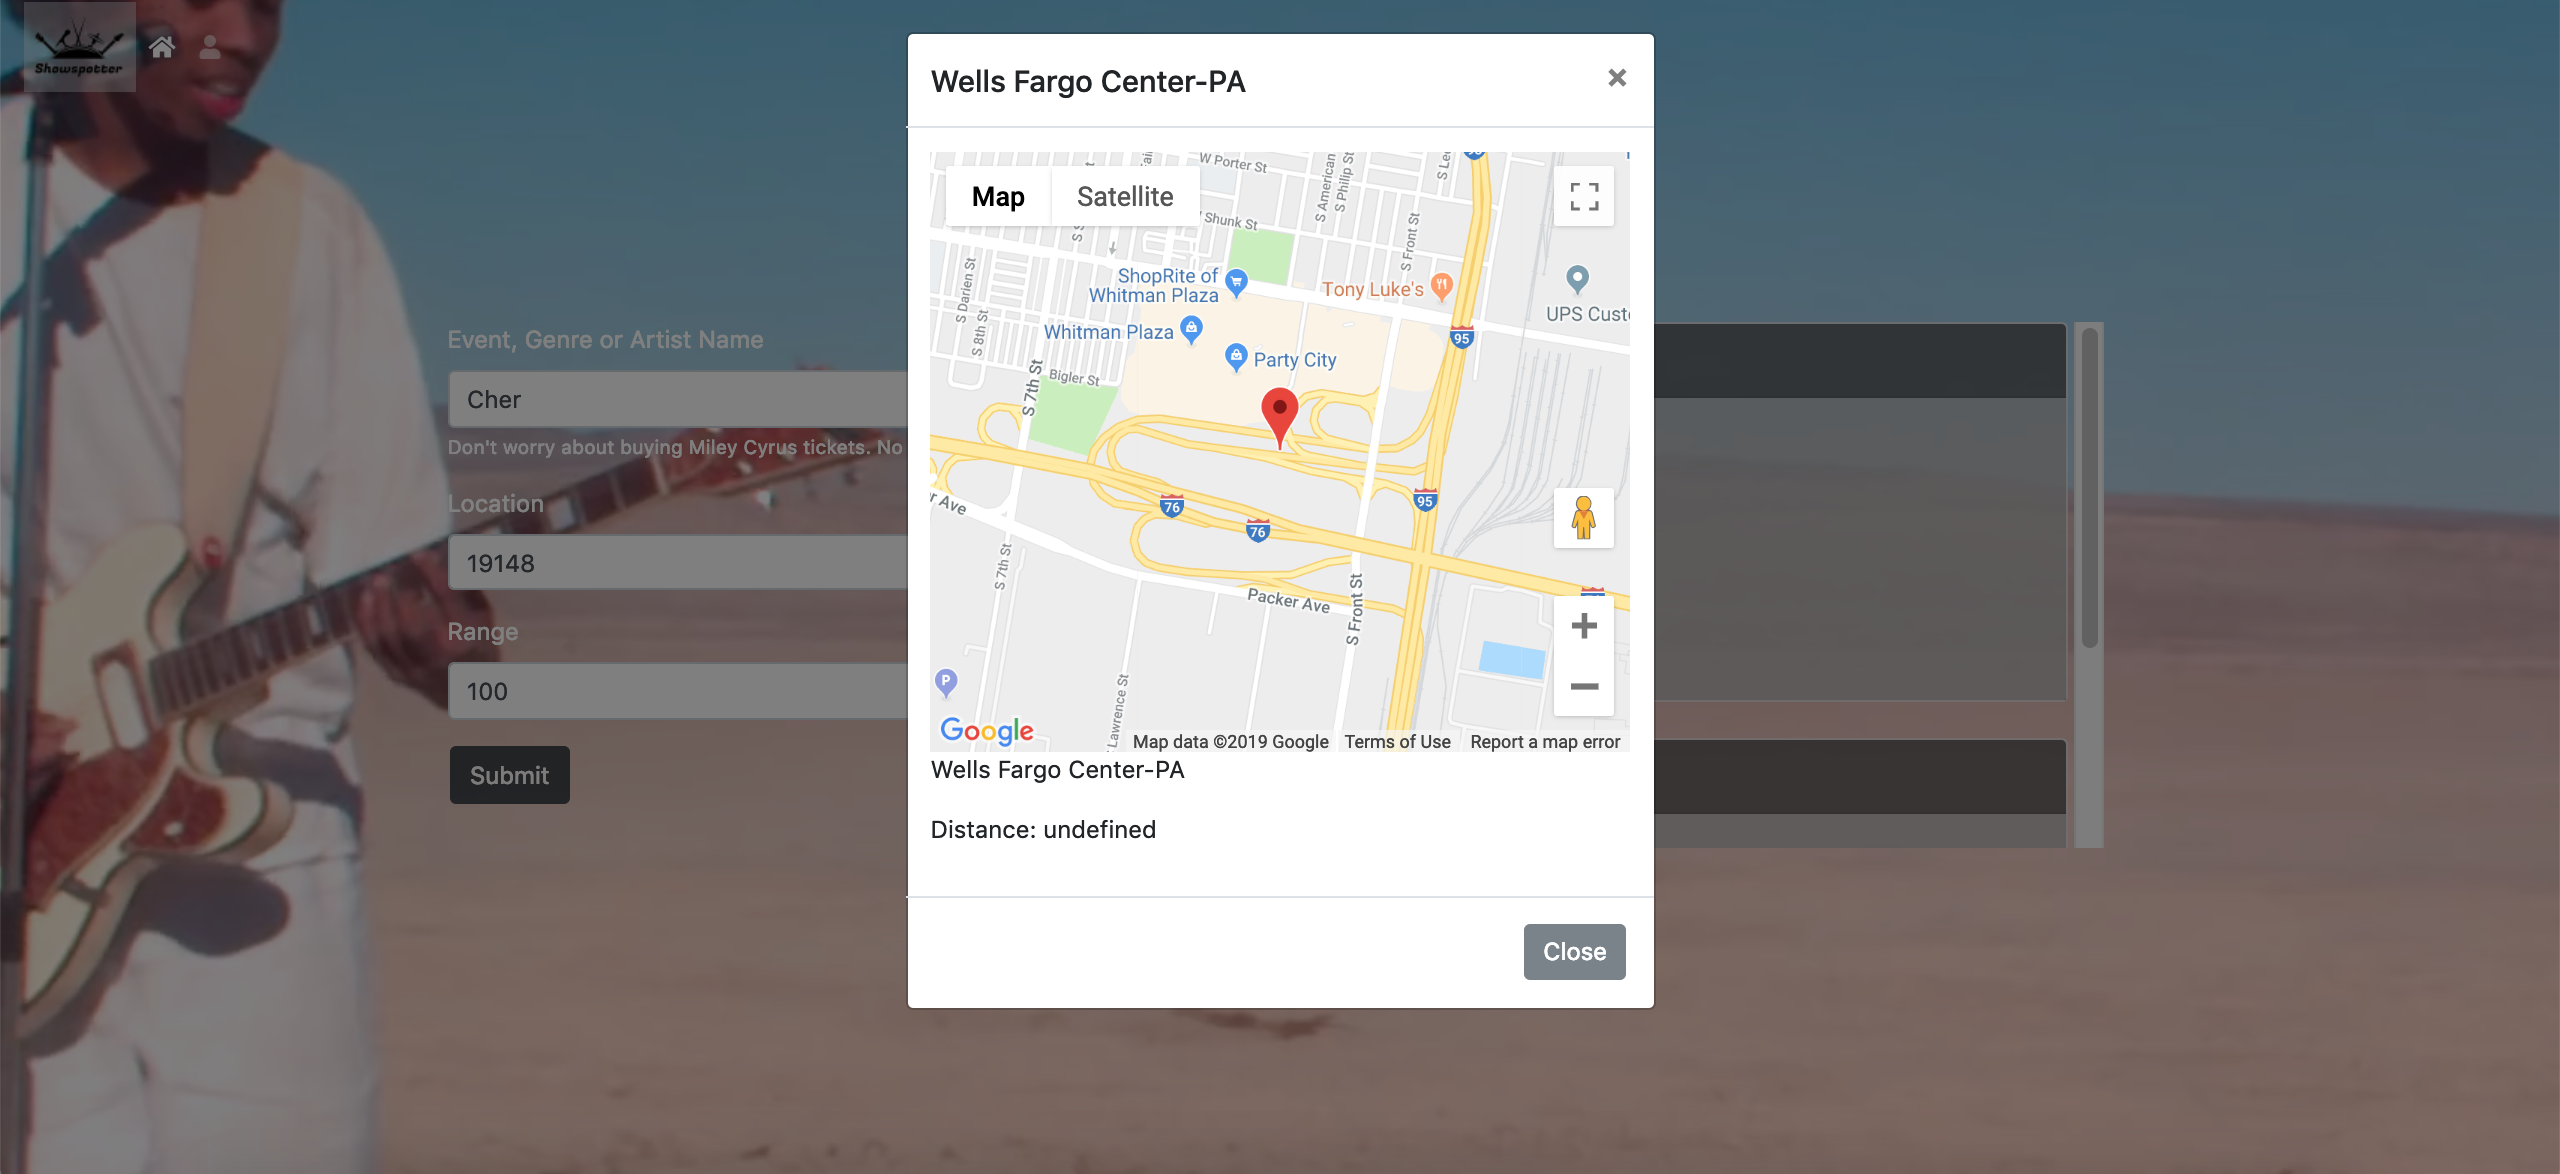 Showspotter
Wells Fargo Center-PA
×
Map
Satellite
W Porter St
Shunk St
S American
S Philip St
S Front St
S Darien St
S 8th St
ShopRite of
Whitman Plaza
Whitman Plaza
Party City
Tony Luke's
UPS Cust
95
S 7th St
Bigler St
95
76
76
r Ave
S 7th St
Packer Ave
S Front St
P
Lawrence St
Google
Map data ©2019 Google
Terms of Use
Report a map error
Wells Fargo Center-PA
Distance: undefined
Close
Event, Genre or Artist Name
Cher
Don't worry about buying Miley Cyrus tickets. No
Location
19148
Range
100
Submit